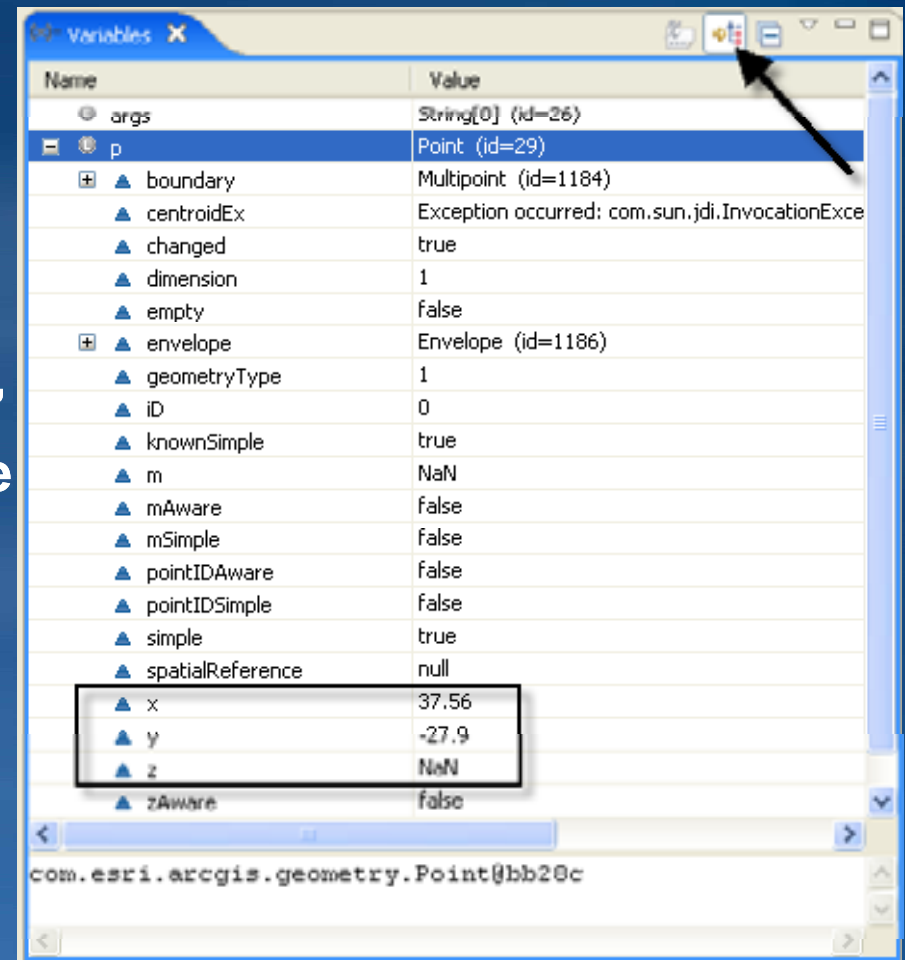 Variables
Name Value
args String[0] (id=26)
p Point (id=29)
boundary Multipoint (id=1184)
centroidEx Exception occurred: com.sun.jdi.InvocationExce
changed true
dimension 1
empty false
envelope Envelope (id=1186)
geometryType 1
iD 0
knownSimple true
m NaN
mAware false
mSimple false
pointIDAware false
pointIDSimple false
simple true
spatialReference null
x 37.56
y -27.9
z NaN
zAware false
com.esri.arcgis.geometry.Point@bb28c